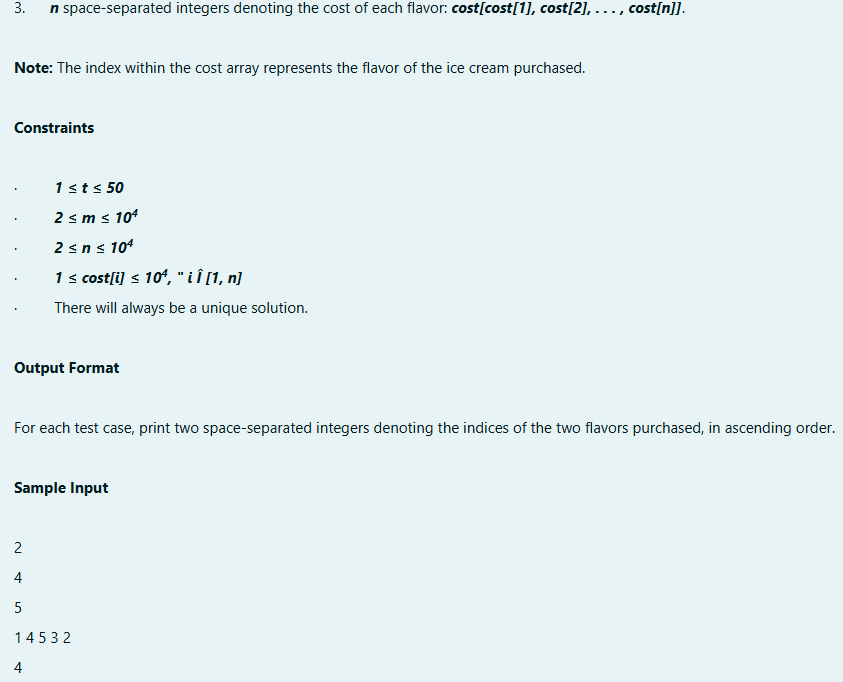 3. n space-separated integers denoting the cost of each flavor: cost[cost[1], cost[2], . . . , cost[n]].
Note: The index within the cost array represents the flavor of the ice cream purchased.
Constraints
· 1 ≤ t ≤ 50
· 2 ≤ m ≤ 10⁴
· 2 ≤ n ≤ 10⁴
· 1 ≤ cost[i] ≤ 10⁴, " i Î [1, n]
· There will always be a unique solution.
Output Format
For each test case, print two space-separated integers denoting the indices of the two flavors purchased, in ascending order.
Sample Input
2
4
5
1 4 5 3 2
4